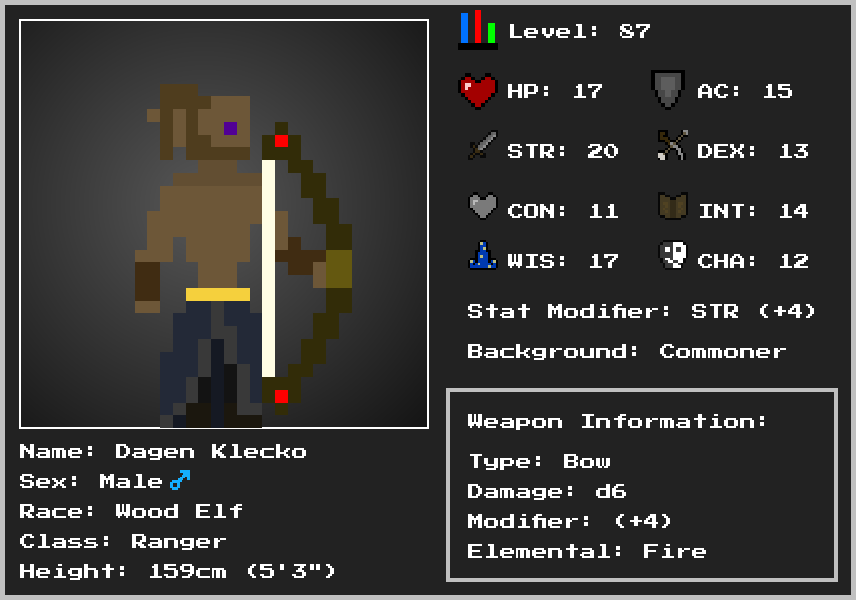 Level: 87
HP: 17
AC: 15
STR: 20
DEX: 13
CON: 11
INT: 14
WIS: 17
CHA: 12
Stat Modifier: STR (+4)
Background: Commoner
Name: Dagen Klecko
Sex: Male ♂
Race: Wood Elf
Class: Ranger
Height: 159cm (5'3")
Weapon Information:
Type: Bow
Damage: d6
Modifier: (+4)
Elemental: Fire